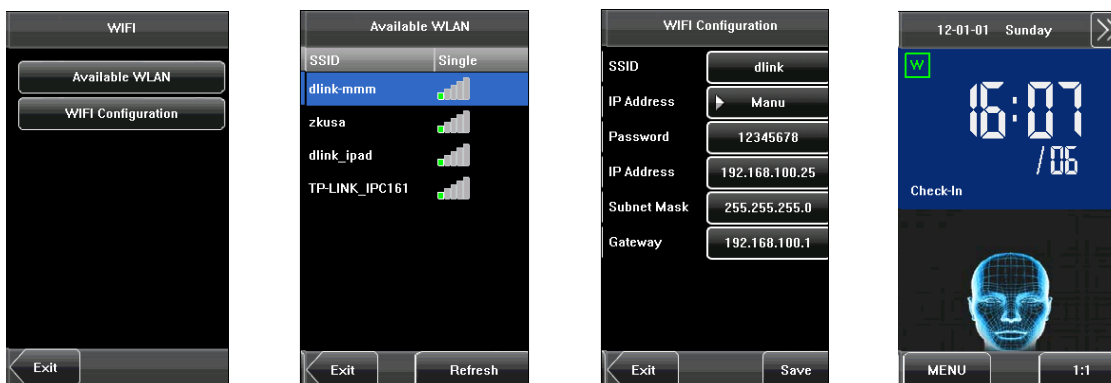 WIFI
Available WLAN
WIFI Configuration
Exit
Available WLAN
SSID Single
dlink-mmm
zkusa
dlink_ipad
TP-LINK_IPC161
Exit Refresh
WIFI Configuration
SSID dlink
IP Address Manu
Password 12345678
IP Address 192.168.100.25
Subnet Mask 255.255.255.0
Gateway 192.168.100.1
Exit Save
12-01-01 Sunday
W
16:07
/06
Check-In
MENU 1:1